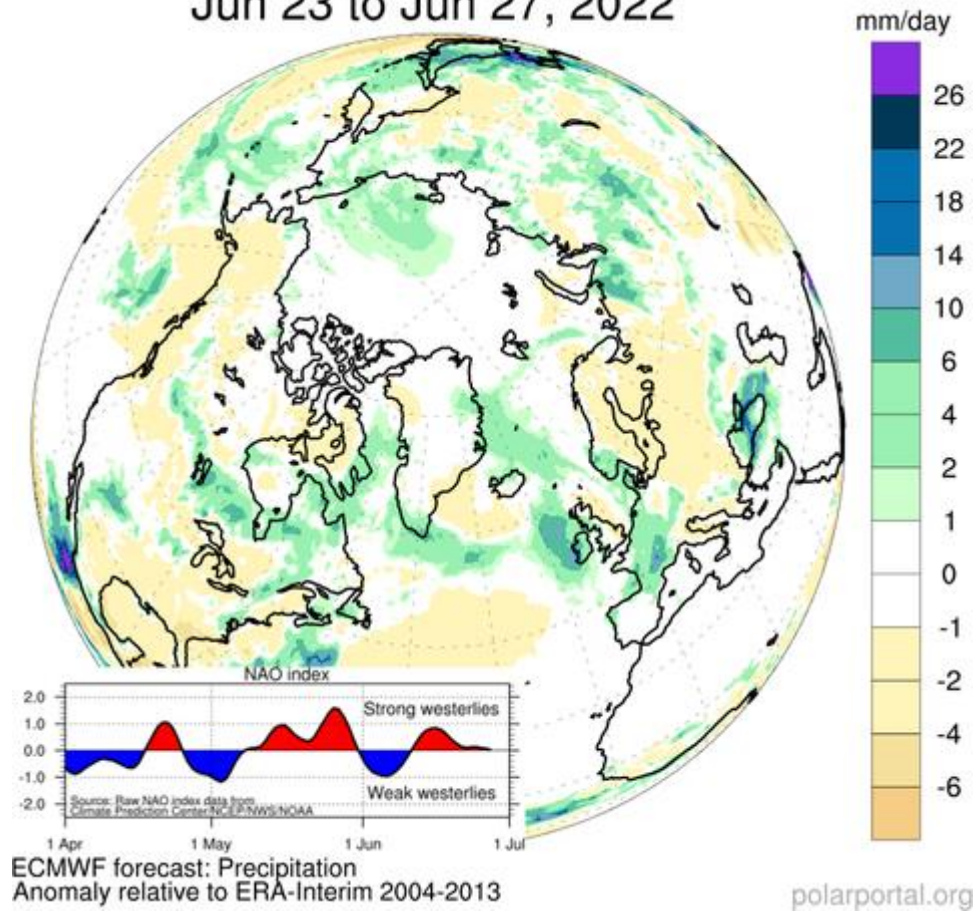 Jun 23 to Jun 27, 2022
mm/day
26
22
18
14
10
6
4
2
1
0
-1
-2
-4
-6
NAO index
2.0
1.0
0.0
-1.0
-2.0
Strong westerlies
Weak westerlies
Source: Raw NAO index data from
Climate Prediction Center/NCEP/NWS/NOAA
1 Apr
1 May
1 Jun
1 Jul
ECMWF forecast: Precipitation
Anomaly relative to ERA-Interim 2004-2013
polarportal.org